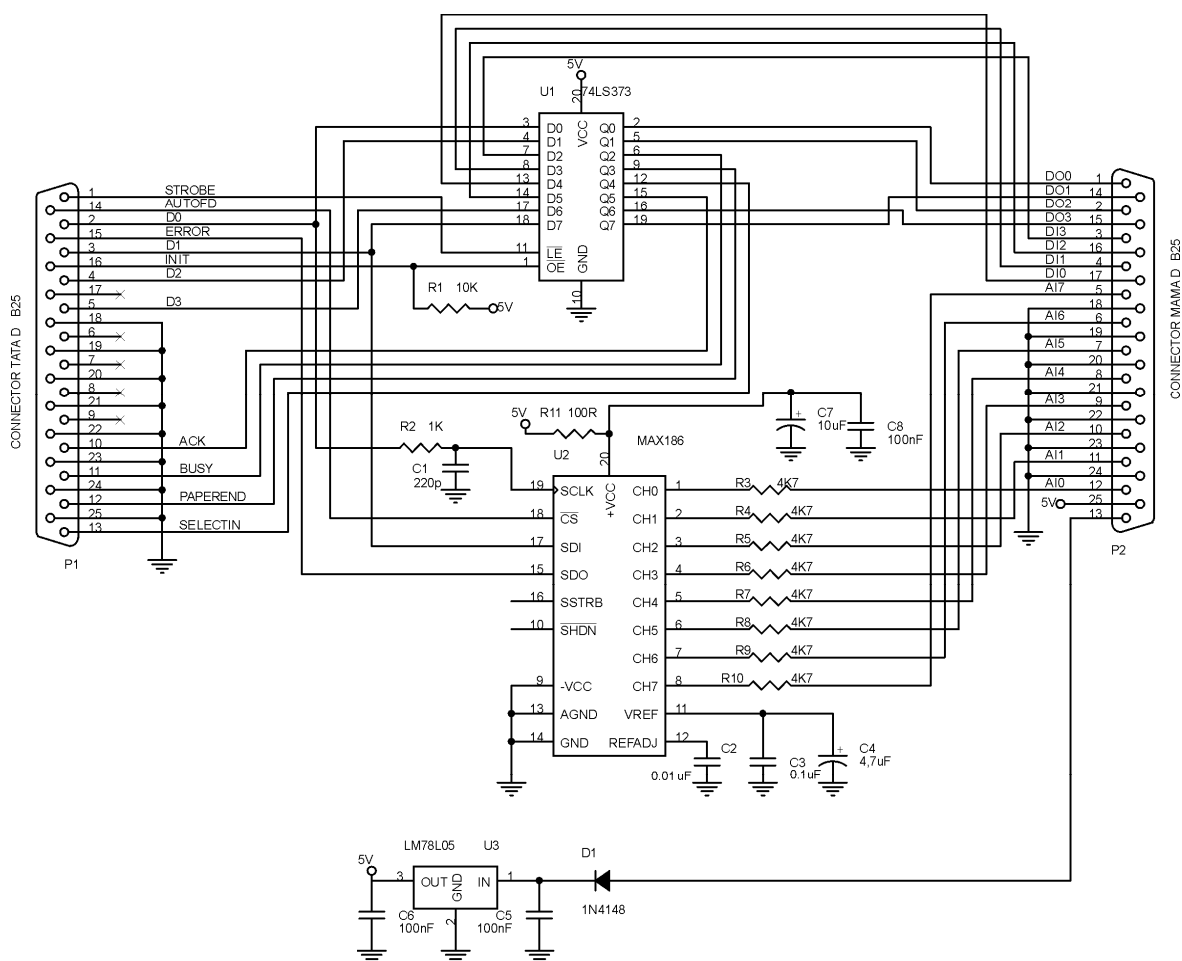 5V
U1 74LS373
20
VCC
3 D0 Q0 2
4 D1 Q1 5
7 D2 Q2 6
8 D3 Q3 9
13 D4 Q4 12
14 D5 Q5 15
17 D6 Q6 16
18 D7 Q7 19
11 LE
1 OE
GND
10
CONNECTOR TATA D B25
1 STROBE
14 AUTOFD
2 D0
15 ERROR
3 D1
16 INIT
4 D2
17
5 D3
18
6
19
7
20
8
21
9
22
10 ACK
23
11 BUSY
24
12 PAPEREND
25
13 SELECTIN
P1
R1 10K
5V
DO0 1
DO1 14
DO2 2
DO3 15
DI3 3
DI2 16
DI1 4
DI0 17
AI7 5
18
AI6 6
19
AI5 7
20
AI4 8
21
AI3 9
22
AI2 10
23
AI1 11
24
AI0 12
5V 25
13
P2
CONNECTOR MAMA D B25
5V R11 100R
R2 1K
C1
220p
U2 MAX186
20
+VCC
C7
10uF
+
C8
100nF
19 SCLK CH0 1 R3 4K7
18 CS CH1 2 R4 4K7
17 SDI CH2 3 R5 4K7
15 SDO CH3 4 R6 4K7
16 SSTRB CH4 5 R7 4K7
10 SHDN CH5 6 R8 4K7
CH6 7 R9 4K7
9 -VCC CH7 8 R10 4K7
13 AGND VREF 11
14 GND REFADJ 12
C2
0.01uF
C3
0.1uF
+
C4
4,7uF
LM78L05 U3
5V
3 OUT GND IN 1
2
C6
100nF
C5
100nF
D1
1N4148